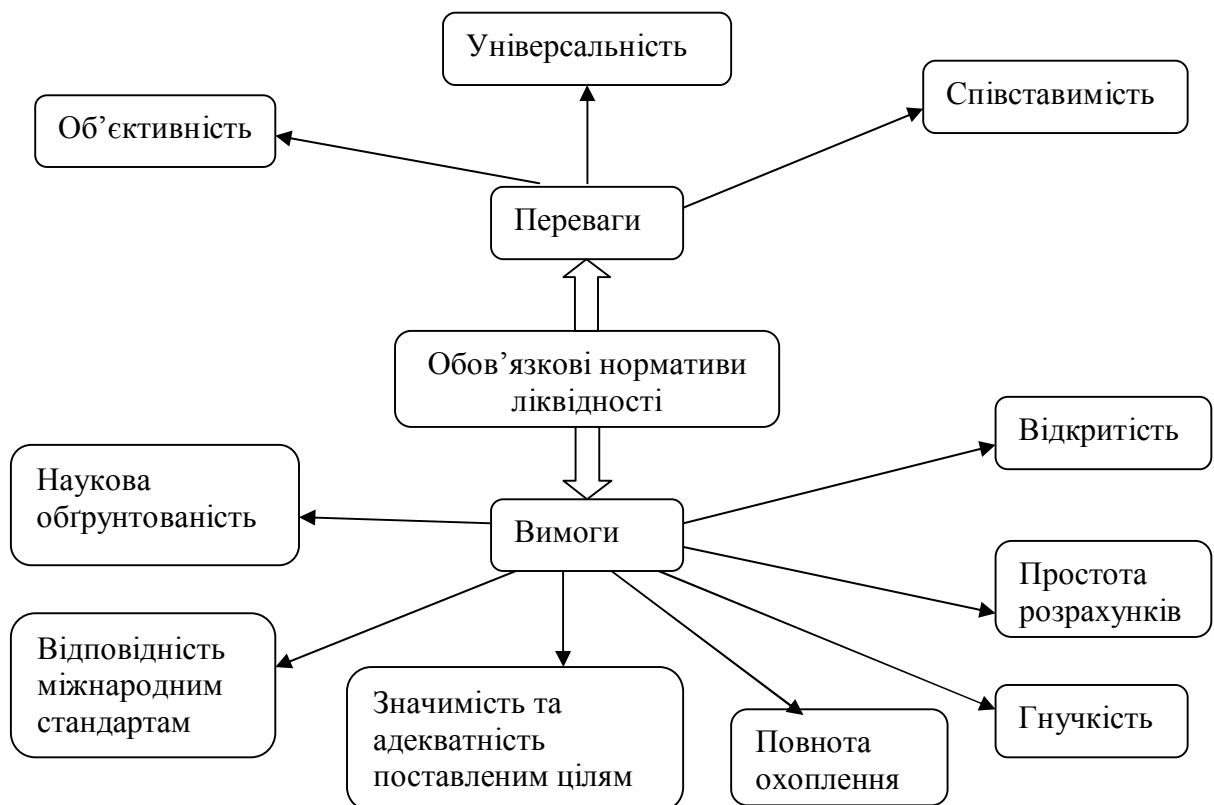 Універсальність
Співставимість
Об’єктивність
Переваги
Обов’язкові нормативи
ліквідності
Відкритість
Наукова
обґрунтованість
Вимоги
Простота
розрахунків
Відповідність
міжнародним
стандартам
Значимість та
адекватність
поставленим цілям
Повнота
охоплення
Гнучкість